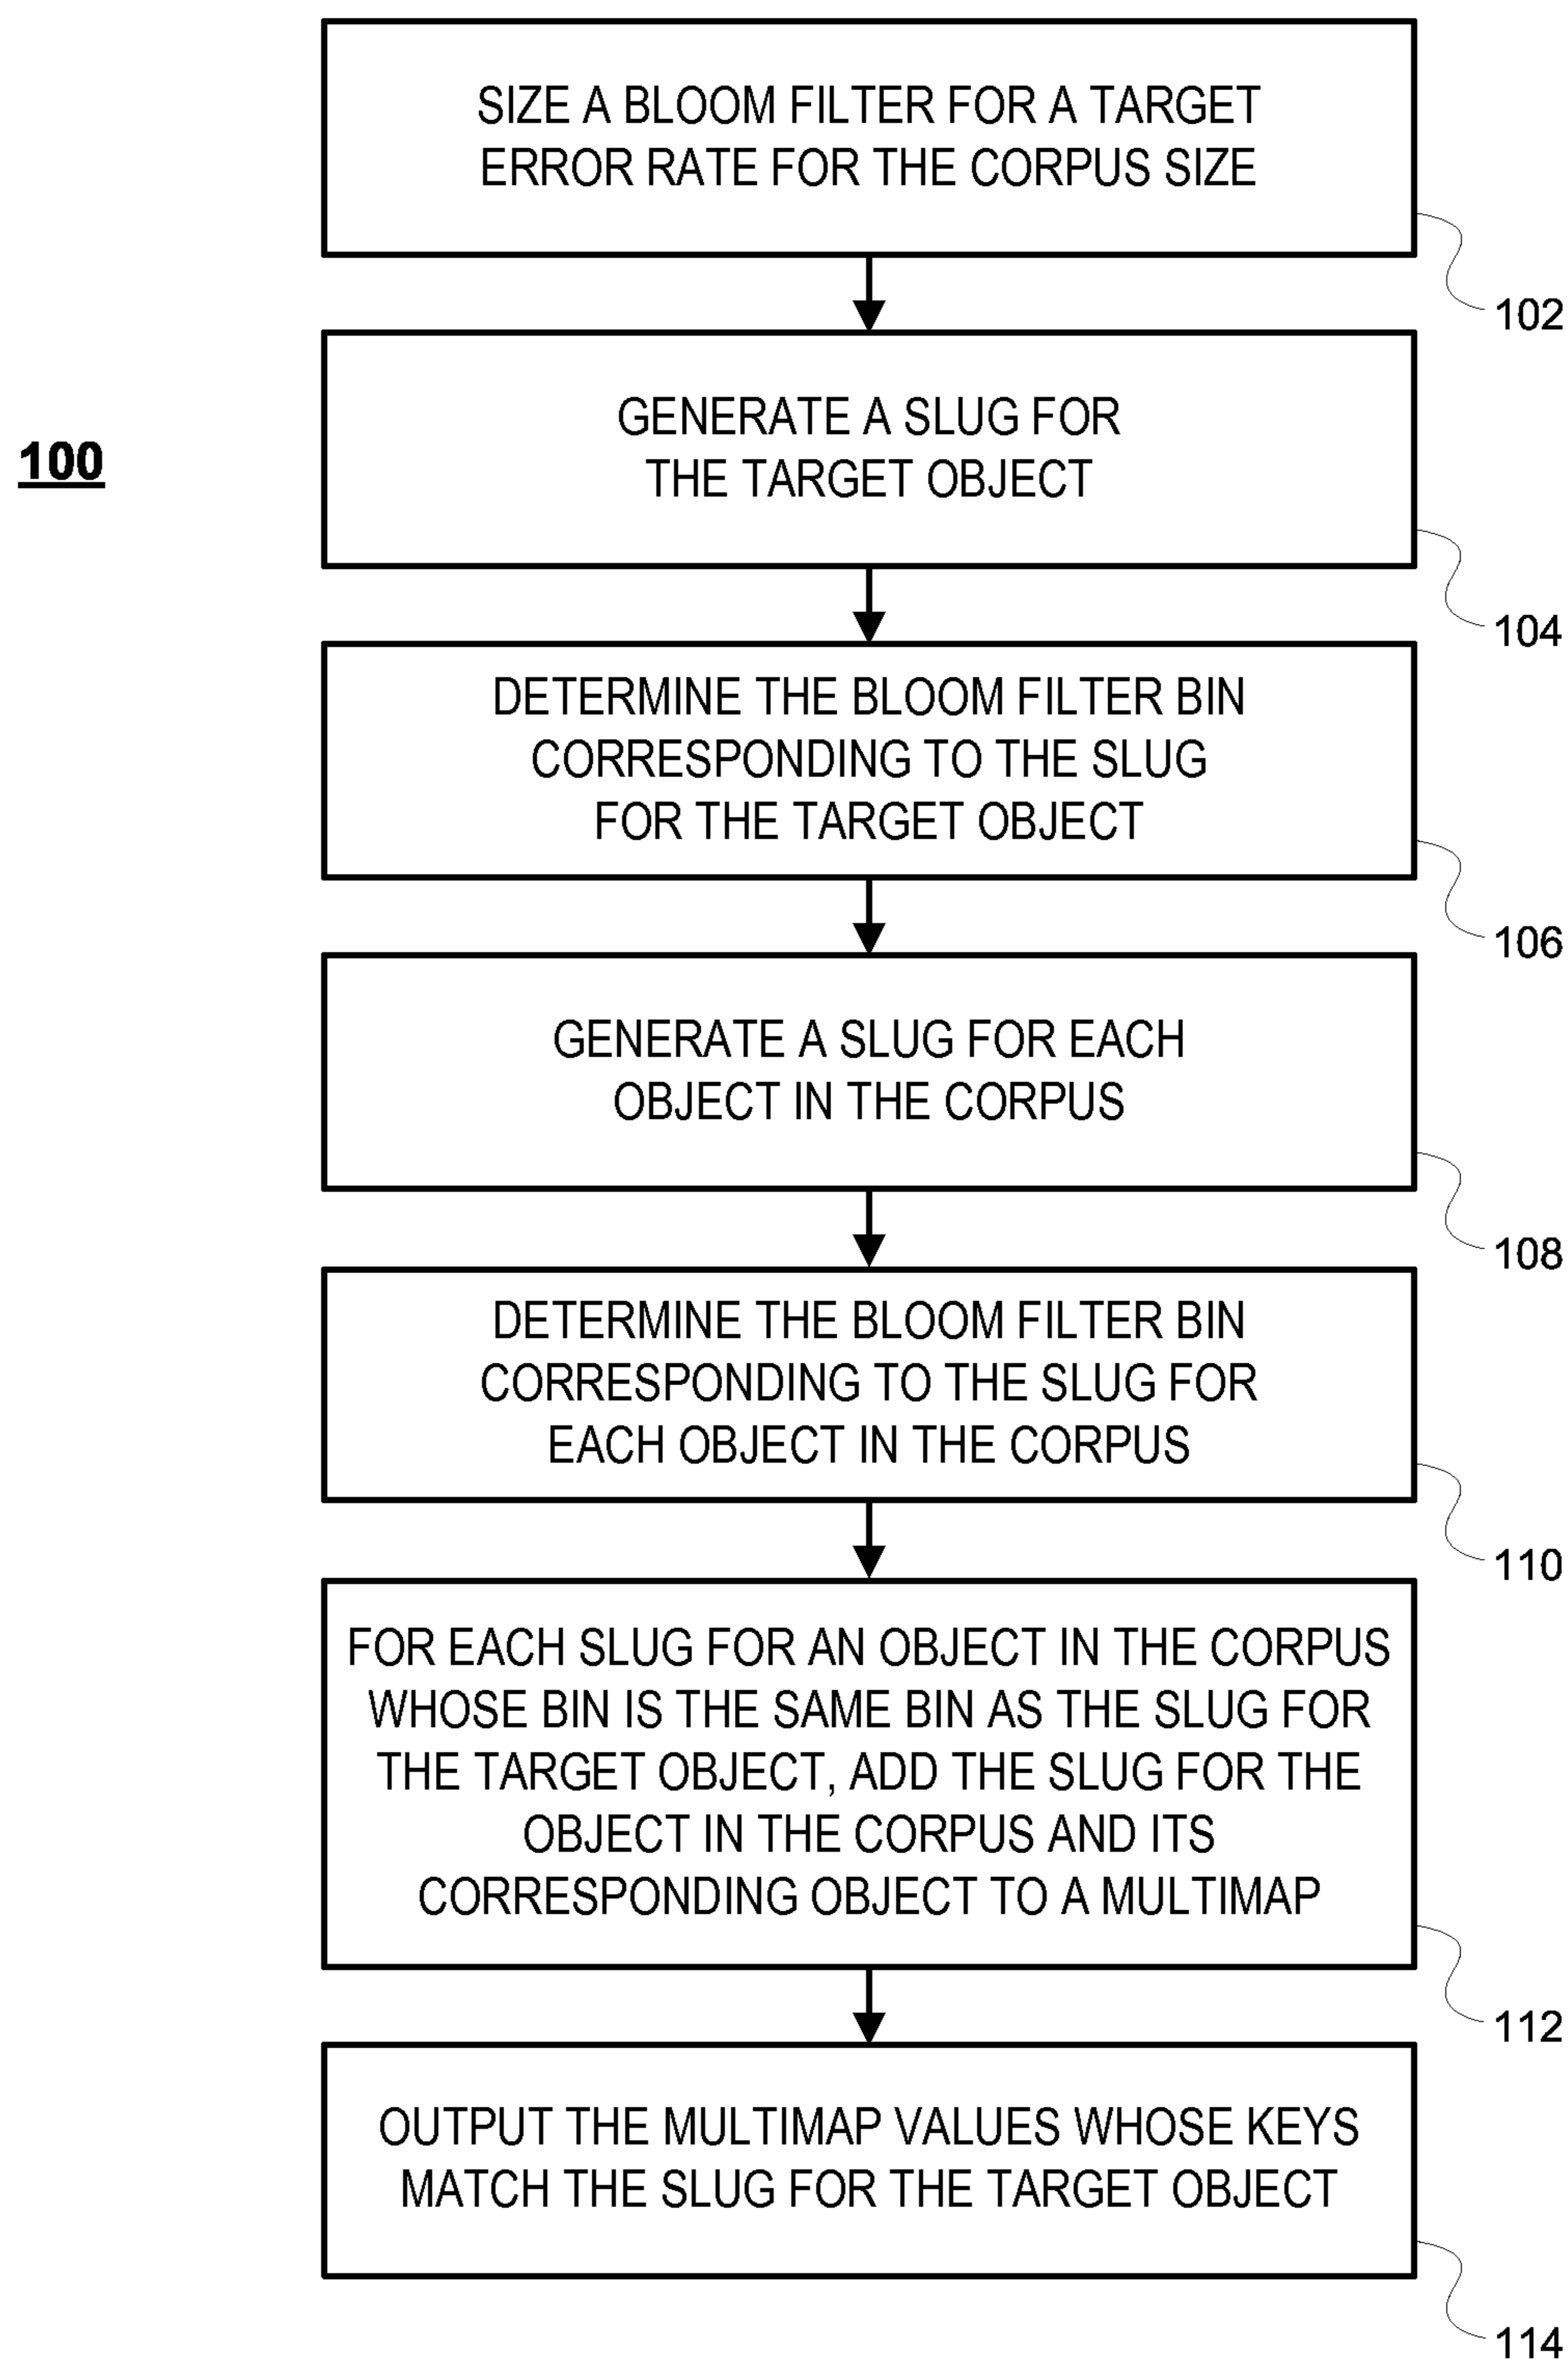 SIZE A BLOOM FILTER FOR A TARGET
ERROR RATE FOR THE CORPUS SIZE
102
GENERATE A SLUG FOR
THE TARGET OBJECT
100
104
DETERMINE THE BLOOM FILTER BIN
CORRESPONDING TO THE SLUG
FOR THE TARGET OBJECT
106
GENERATE A SLUG FOR EACH
OBJECT IN THE CORPUS
108
DETERMINE THE BLOOM FILTER BIN
CORRESPONDING TO THE SLUG FOR
EACH OBJECT IN THE CORPUS
110
FOR EACH SLUG FOR AN OBJECT IN THE CORPUS
WHOSE BIN IS THE SAME BIN AS THE SLUG FOR
THE TARGET OBJECT, ADD THE SLUG FOR THE
OBJECT IN THE CORPUS AND ITS
CORRESPONDING OBJECT TO A MULTIMAP
112
OUTPUT THE MULTIMAP VALUES WHOSE KEYS
MATCH THE SLUG FOR THE TARGET OBJECT
114